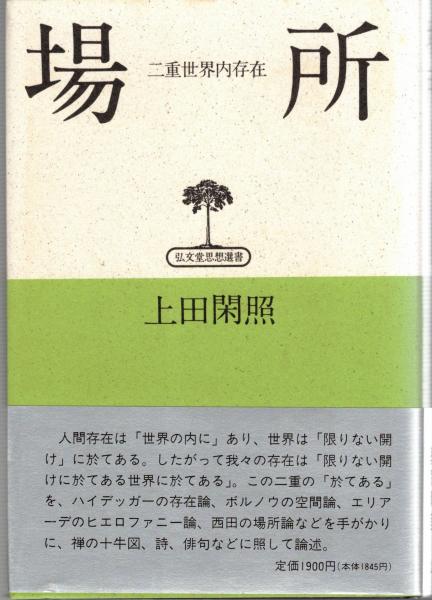 場所
二重世界内存在
弘文堂思想選書
上田閑照
人間存在は「世界の内に」あり、世界は「限りない開
け」に於てある。したがって我々の存在は「限りない開
けに於てある世界に於てある」。この二重の「於てある」
を、ハイデッガーの存在論、ボルノウの空間論、エリア
ーデのヒエロファニー論、西田の場所論などを手がかり
に、禅の十牛図、詩、俳句などに照して論述。
定価1900円（本体1845円）